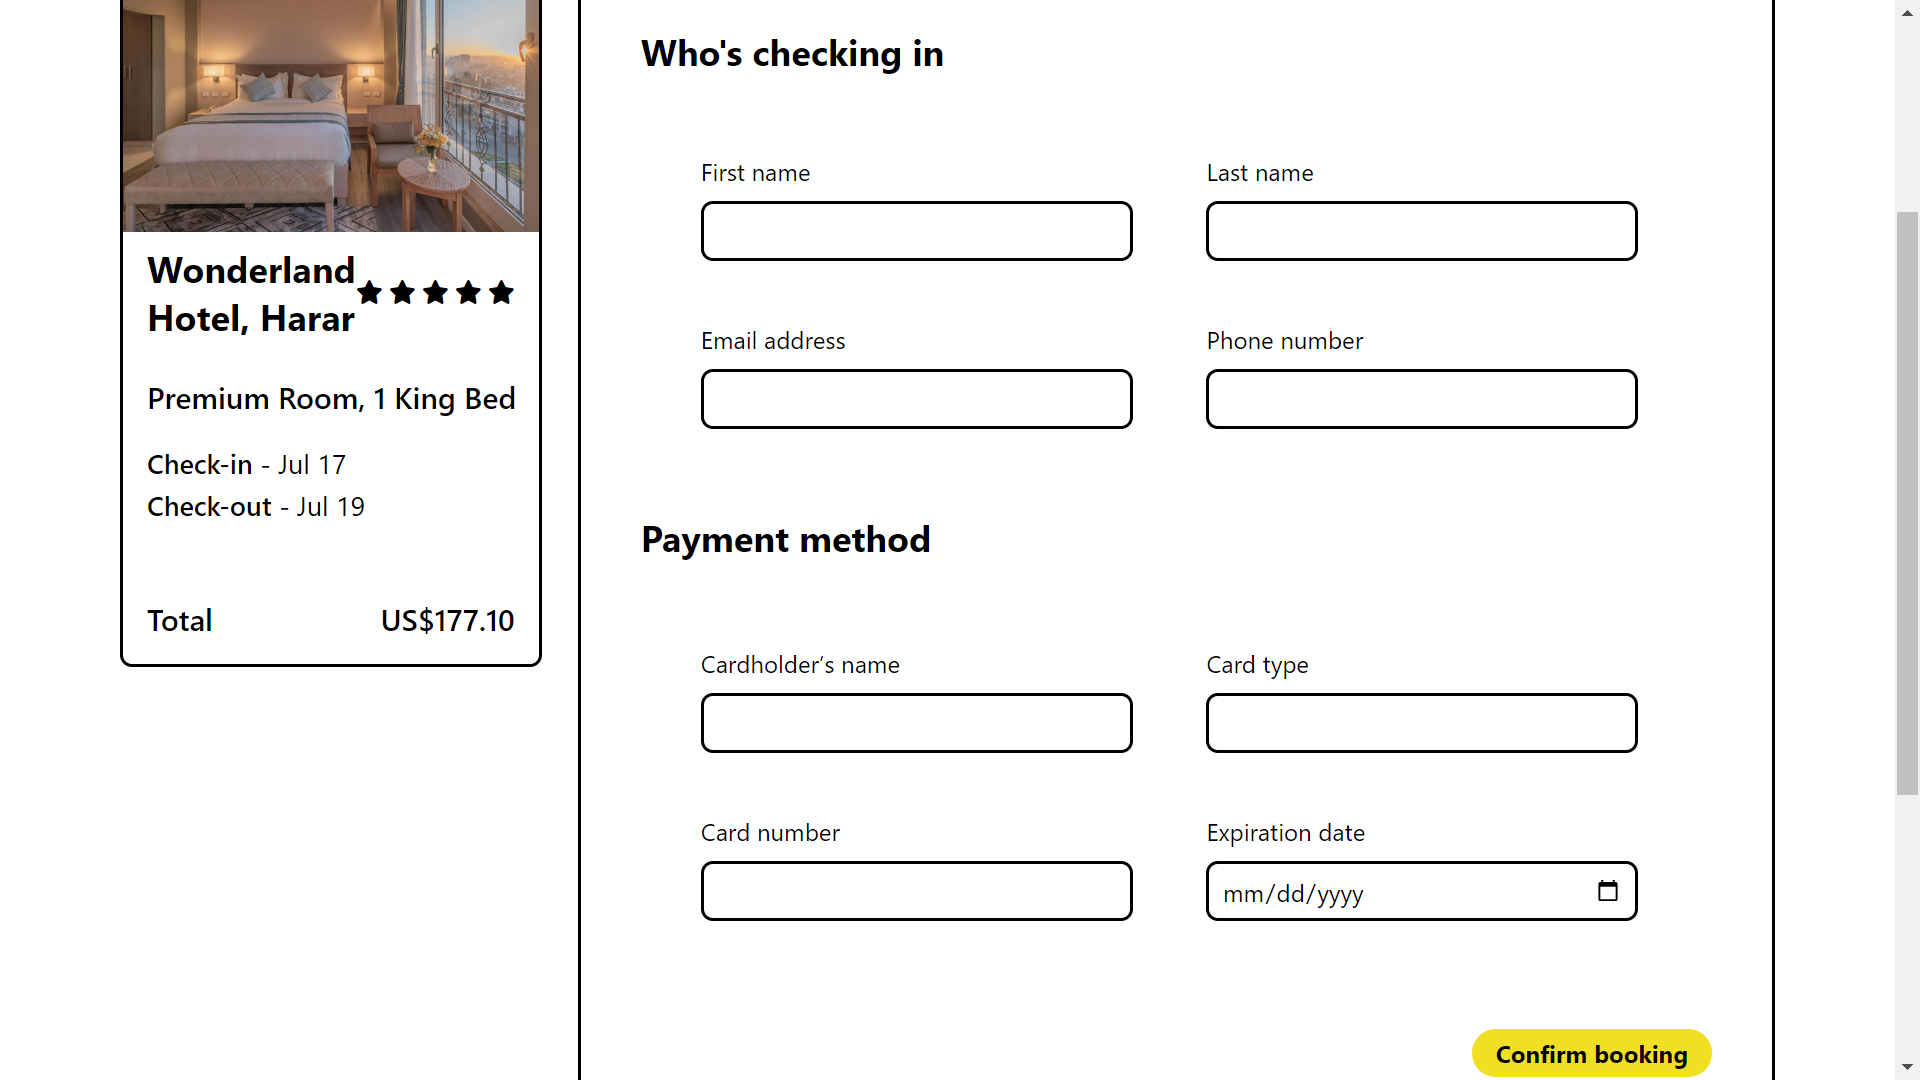 Wonderland
Hotel, Harar
Premium Room, 1 King Bed
Check-in - Jul 17
Check-out - Jul 19
Total US$177.10
Who's checking in
First name Last name
Email address Phone number
Payment method
Cardholder’s name Card type
Card number Expiration date
mm/dd/yyyy
Confirm booking